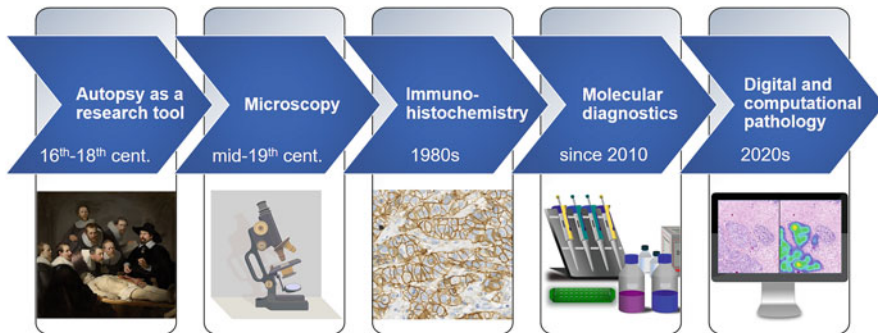 Autopsy as a
research tool
16th-18th cent.
Microscopy
mid-19th cent.
Immuno-
histochemistry
1980s
Molecular
diagnostics
since 2010
Digital and
computational
pathology
2020s